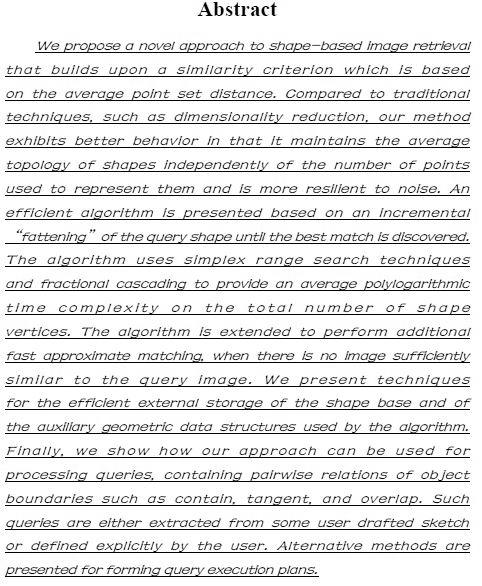 Abstract
We propose a novel approach to shape-based image retrieval
that builds upon a similarity criterion which is based
on the average point set distance. Compared to traditional
techniques, such as dimensionality reduction, our method
exhibits better behavior in that it maintains the average
topology of shapes independently of the number of points
used to represent them and is more resilient to noise. An
efficient algorithm is presented based on an incremental
“fattening” of the query shape until the best match is discovered.
The algorithm uses simplex range search techniques
and fractional cascading to provide an average polylogarithmic
time complexity on the total number of shape
vertices. The algorithm is extended to perform additional
fast approximate matching, when there is no image sufficiently
similar to the query image. We present techniques
for the efficient external storage of the shape base and of
the auxiliary geometric data structures used by the algorithm.
Finally, we show how our approach can be used for
processing queries, containing pairwise relations of object
boundaries such as contain, tangent, and overlap. Such
queries are either extracted from some user drafted sketch
or defined explicitly by the user. Alternative methods are
presented for forming query execution plans.